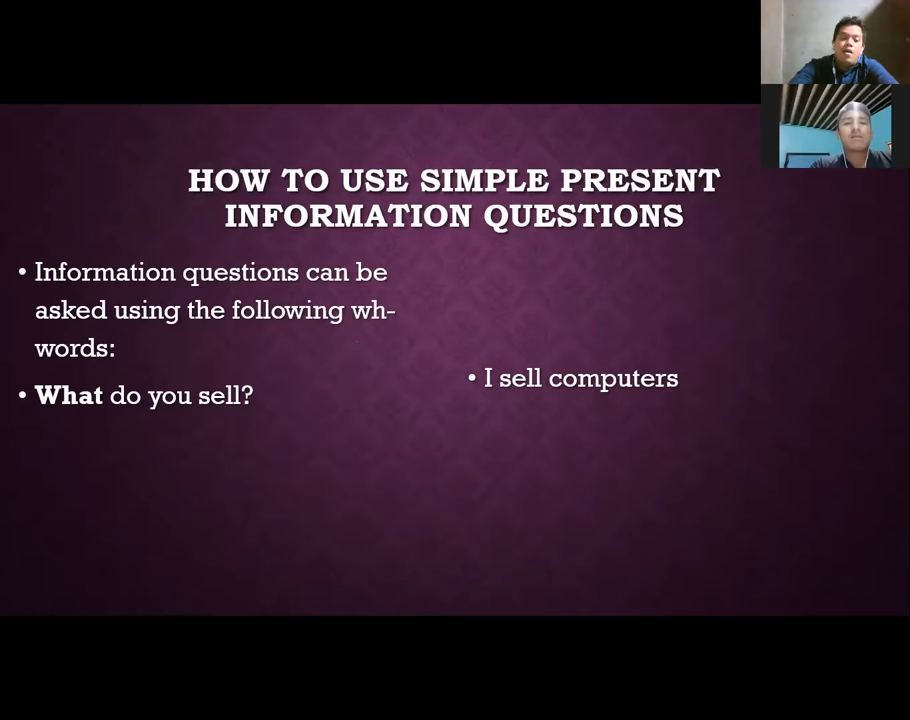 HOW TO USE SIMPLE PRESENT
INFORMATION QUESTIONS
• Information questions can be
asked using the following wh-
words:
• What do you sell?
• I sell computers